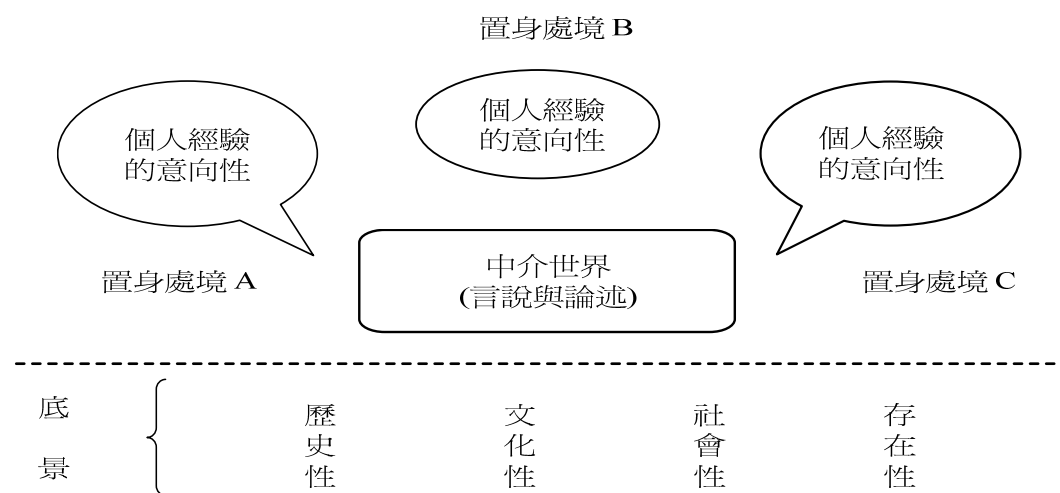 置身處境 B
個人經驗
的意向性
個人經驗
的意向性
個人經驗
的意向性
置身處境 A
中介世界
(言說與論述)
置身處境 C
底景
歷史性
文化性
社會性
存在性